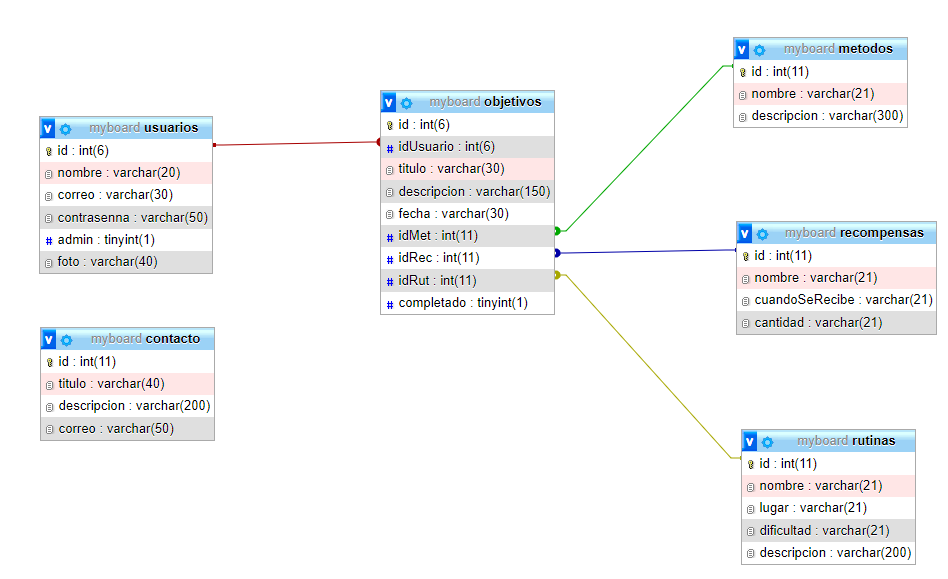 myboard usuarios
id : int(6)
nombre : varchar(20)
correo : varchar(30)
contrasenna : varchar(50)
admin : tinyint(1)
foto : varchar(40)
myboard contacto
id : int(11)
titulo : varchar(40)
descripcion : varchar(200)
correo : varchar(50)
myboard objetivos
id : int(6)
idUsuario : int(6)
titulo : varchar(30)
descripcion : varchar(150)
fecha : varchar(30)
idMet : int(11)
idRec : int(11)
idRut : int(11)
completado : tinyint(1)
myboard metodos
id : int(11)
nombre : varchar(21)
descripcion : varchar(300)
myboard recompensas
id : int(11)
nombre : varchar(21)
cuandoSeRecibe : varchar(21)
cantidad : varchar(21)
myboard rutinas
id : int(11)
nombre : varchar(21)
lugar : varchar(21)
dificultad : varchar(21)
descripcion : varchar(200)